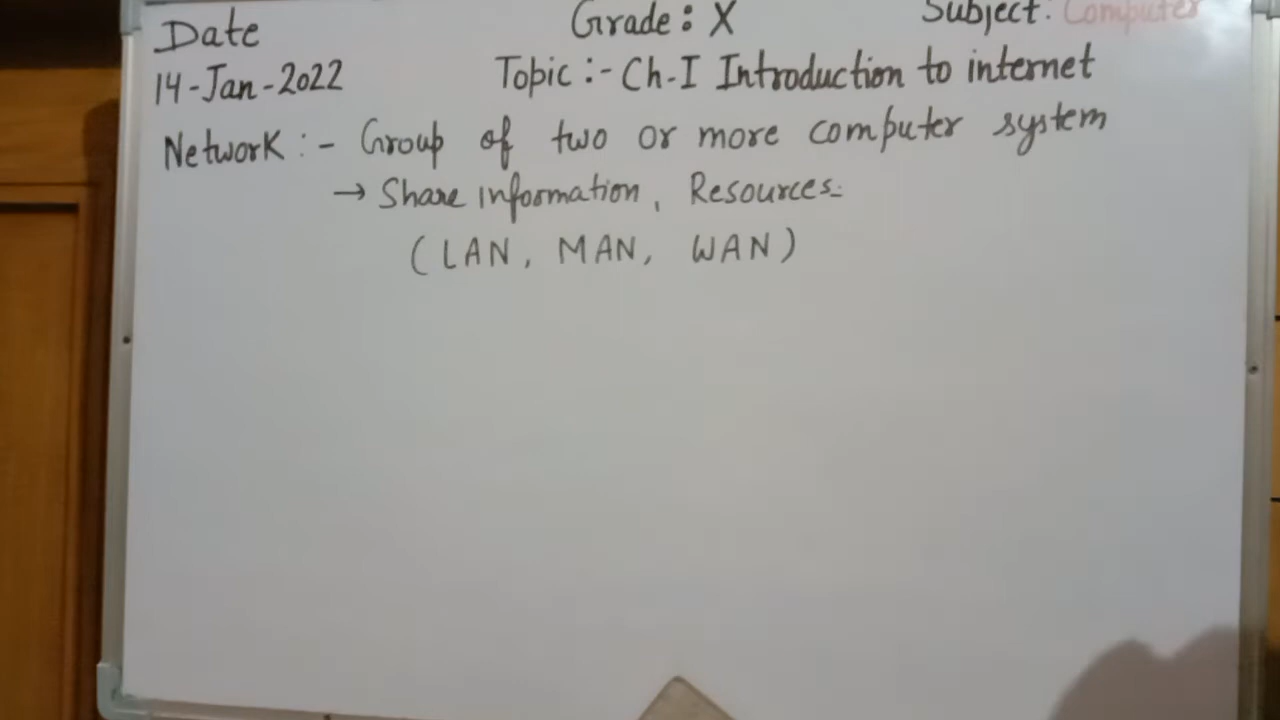 Date Grade: X Subject: Computer
14-Jan-2022 Topic :- Ch-I Introduction to internet
Network :- Group of two or more computer system
→ Share information, Resources.
(LAN, MAN, WAN)